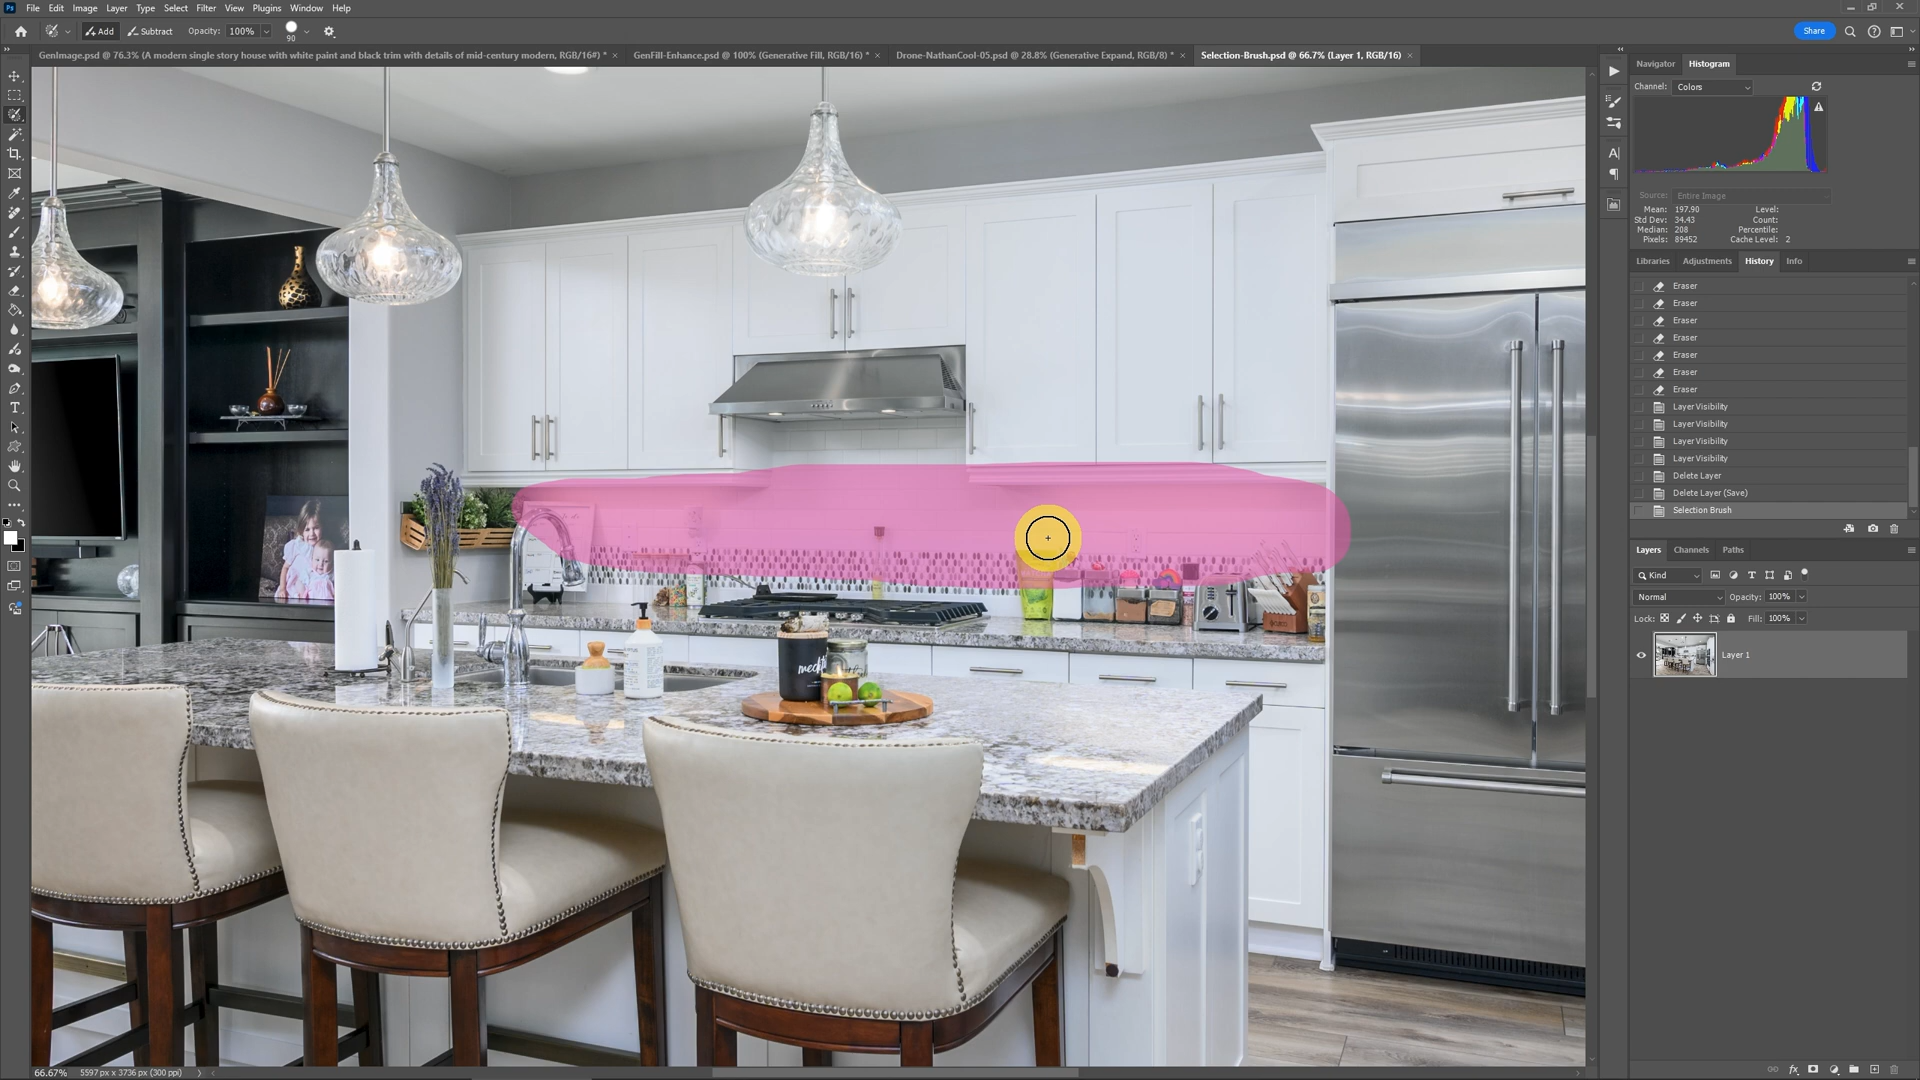 Ps File Edit Image Layer Type Select Filter View Plugins Window Help
Add Subtract Opacity: 100% 90 Share
GenImage.psd @ 76.3% (A modern single story house with white paint and black trim with details of mid-century modern, RGB/16#) * × GenFill-Enhance.psd @ 100% (Generative Fill, RGB/16) * × Drone-NathanCool-05.psd @ 28.8% (Generative Expand, RGB/8) * × Selection-Brush.psd @ 66.7% (Layer 1, RGB/16) ×
Navigator Histogram
Channel: Colors
Source: Entire Image
Mean: 197.90 Level:
Std Dev: 34.43 Count:
Median: 208 Percentile:
Pixels: 89452 Cache Level: 2
Libraries Adjustments History Info
Eraser
Eraser
Eraser
Eraser
Eraser
Eraser
Eraser
Layer Visibility
Layer Visibility
Layer Visibility
Layer Visibility
Delete Layer
Delete Layer (Save)
Selection Brush
Layers Channels Paths
Kind
Normal Opacity: 100%
Lock: Fill: 100%
Layer 1
66.67% 5597 px x 3736 px (300 ppi)